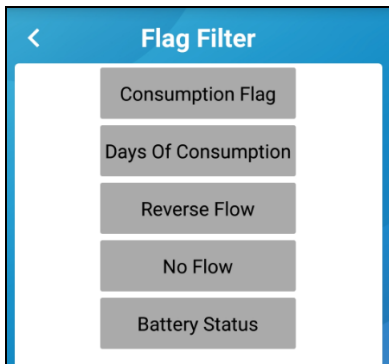 Flag Filter
Consumption Flag
Days Of Consumption
Reverse Flow
No Flow
Battery Status